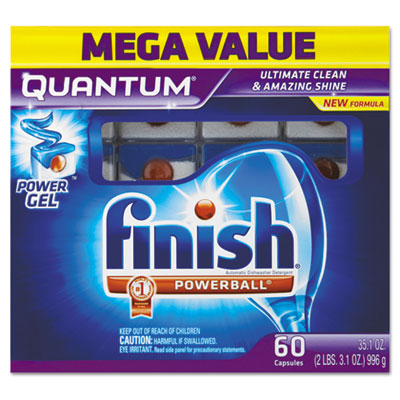 MEGA VALUE
QUANTUM®
ULTIMATE CLEAN
& AMAZING SHINE
NEW FORMULA
POWER
GEL
finish
Automatic Dishwasher Detergent
POWERBALL®
#1
KEEP OUT OF REACH OF CHILDREN
CAUTION: HARMFUL IF SWALLOWED.
EYE IRRITANT. Read side panel for precautionary statements.
60
Capsules
35.1 OZ.
(2 LBS. 3.1 OZ.) 996 g